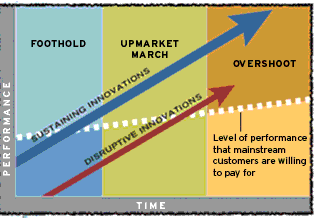 FOOTHOLD
UPMARKET
MARCH
OVERSHOOT
SUSTAINING INNOVATIONS
DISRUPTIVE INNOVATIONS
Level of performance
that mainstream
customers are willing
to pay for
PERFORMANCE
TIME